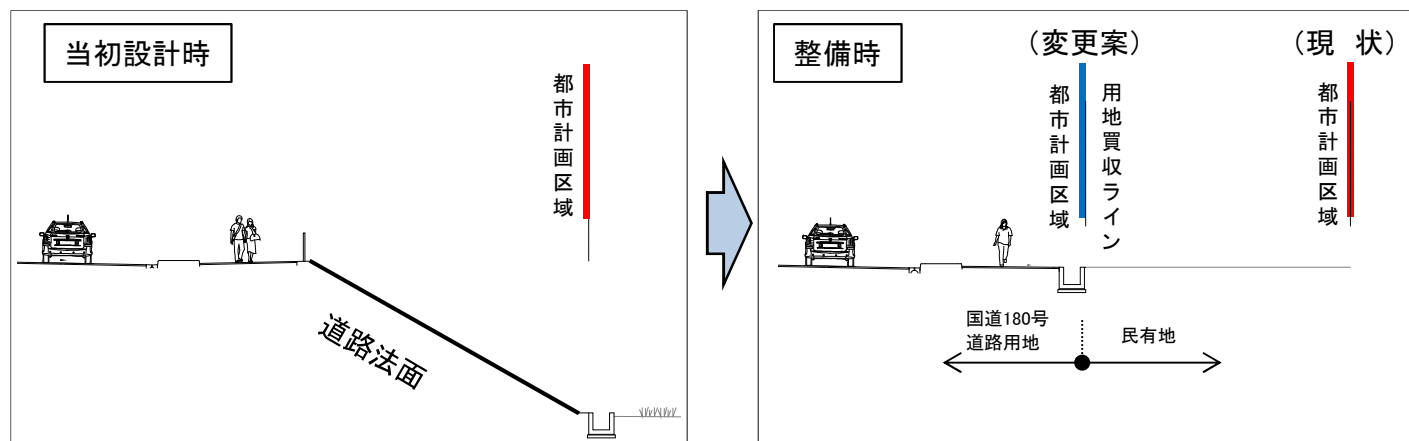 当初設計時
都市計画区域
道路法面
整備時
(変更案)
都市計画区域
用地買収ライン
(現 状)
都市計画区域
国道180号
道路用地
民有地